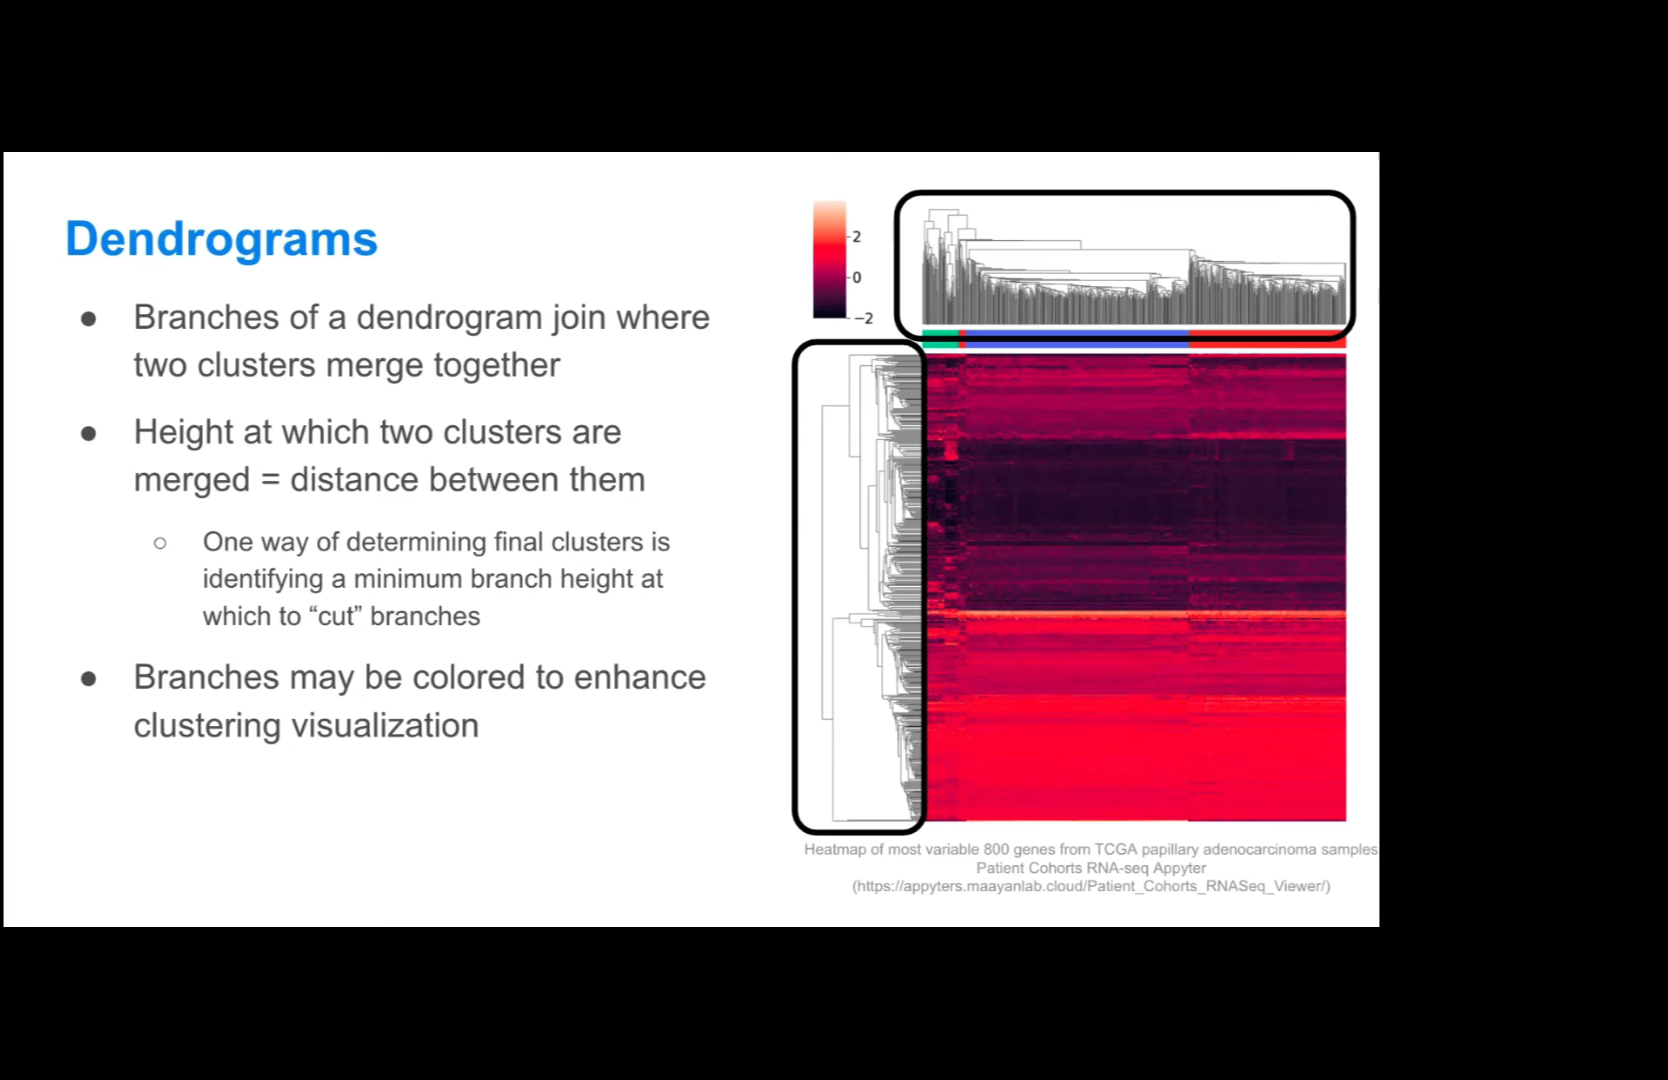 Dendrograms
● Branches of a dendrogram join where
two clusters merge together
● Height at which two clusters are
merged = distance between them
○ One way of determining final clusters is
identifying a minimum branch height at
which to “cut” branches
● Branches may be colored to enhance
clustering visualization
2
0
−2
Heatmap of most variable 800 genes from TCGA papillary adenocarcinoma samples
Patient Cohorts RNA-seq Appyter
(https://appyters.maayanlab.cloud/Patient_Cohorts_RNASeq_Viewer/)